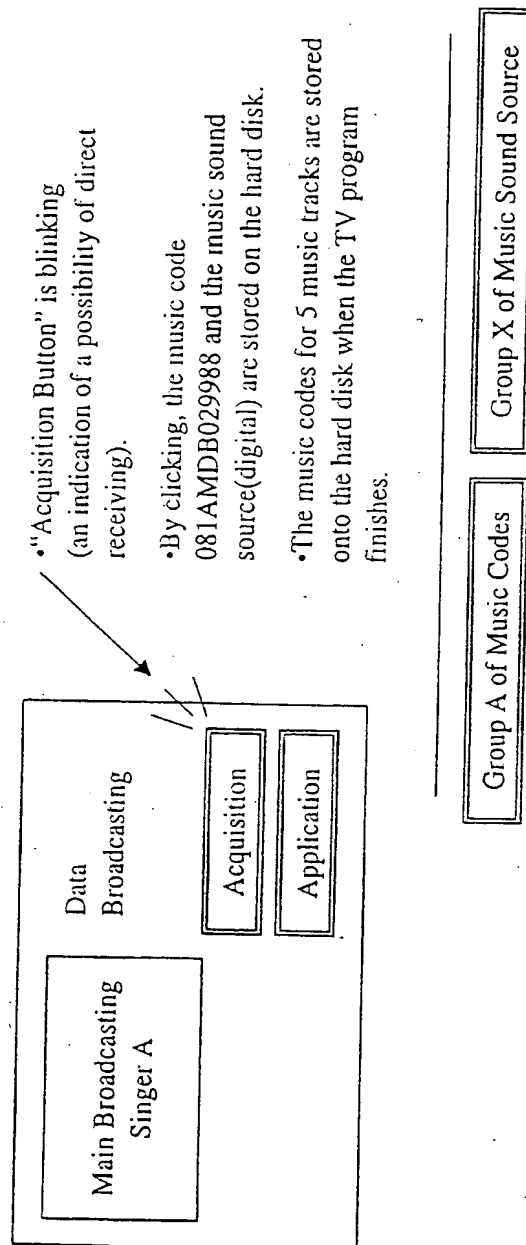 Main Broadcasting
Singer A
Data
Broadcasting
Acquisition
Application
•“Acquisition Button” is blinking
(an indication of a possibility of direct
receiving).
•By clicking, the music code
081AMDB029988 and the music sound
source(digital) are stored on the hard disk.
•The music codes for 5 music tracks are stored
onto the hard disk when the TV program
finishes.
Group A of Music Codes
Group X of Music Sound Source